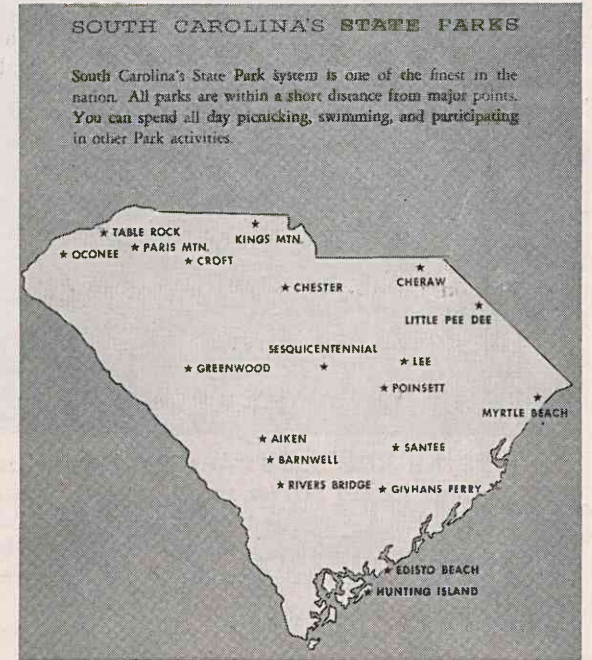 SOUTH CAROLINA'S STATE PARKS
South Carolina's State Park system is one of the finest in the
nation. All parks are within a short distance from major points.
You can spend all day picnicking, swimming, and participating
in other Park activities.
★ TABLE ROCK
★ KINGS MTN.
★ OCONEE
★ PARIS MTN.
★ CROFT
★ CHERAW
★ CHESTER
★ LITTLE PEE DEE
SESQUICENTENNIAL ★
★ LEE
★ GREENWOOD
★ POINSETT
★ MYRTLE BEACH
★ AIKEN
★ SANTEE
★ BARNWELL
★ RIVERS BRIDGE
★ GIVHANS FERRY
★ EDISTO BEACH
★ HUNTING ISLAND